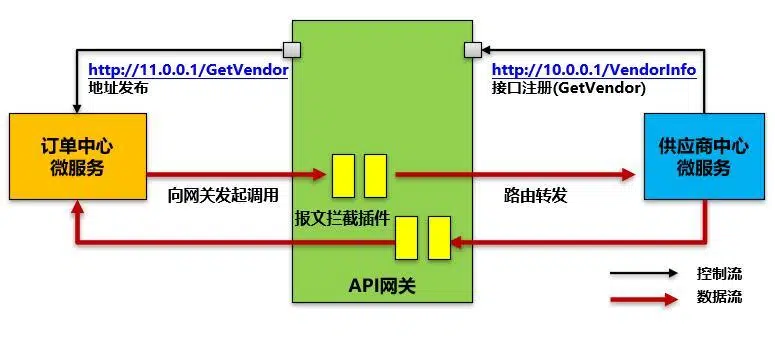 http://11.0.0.1/GetVendor
地址发布
http://10.0.0.1/VendorInfo
接口注册(GetVendor)
订单中心
微服务
供应商中心
微服务
向网关发起调用
路由转发
报文拦截插件
API网关
控制流
数据流